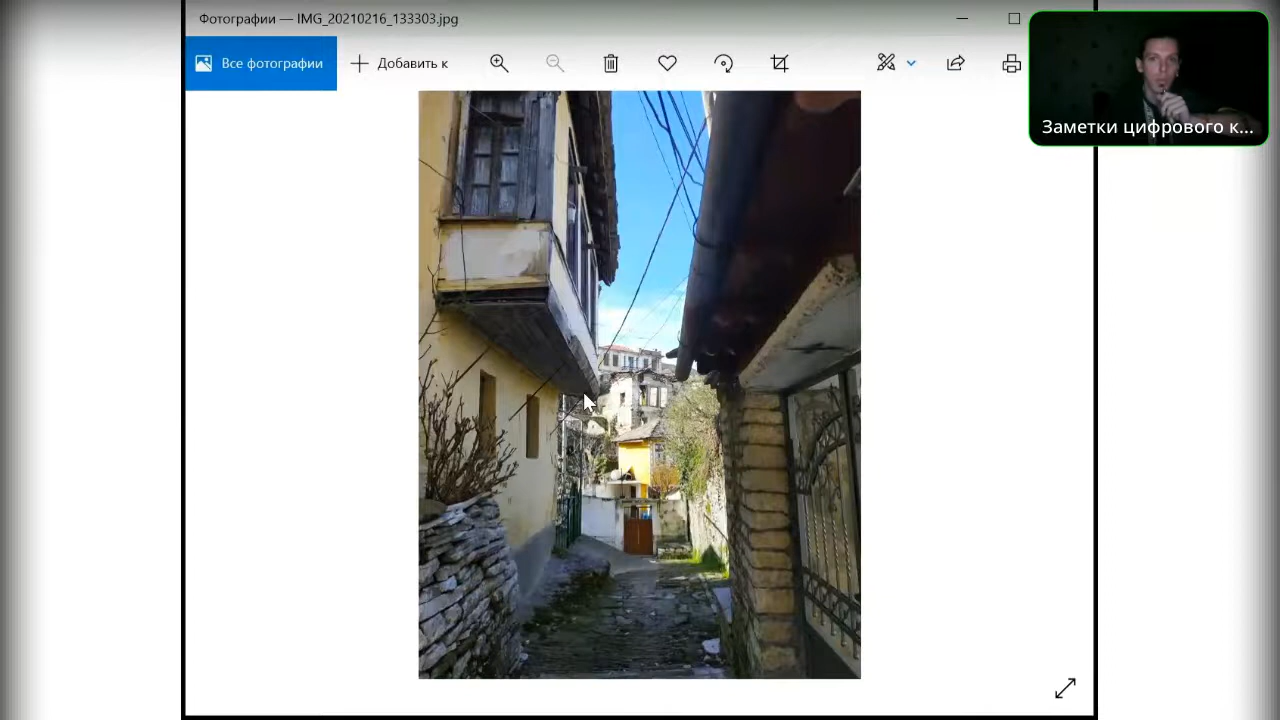 Фотографии — IMG_20210216_133303.jpg
Все фотографии
Добавить к
Заметки цифрового к...